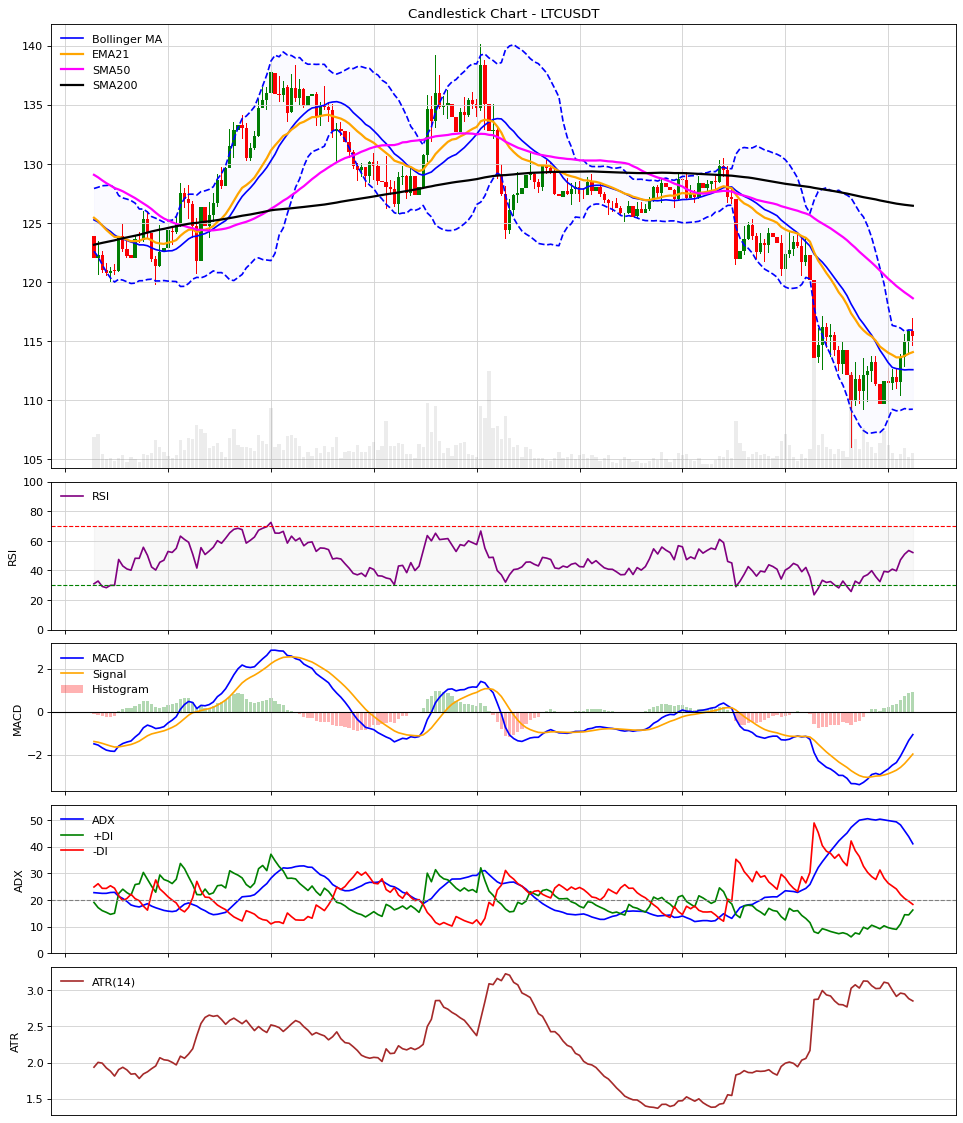 Candlestick Chart - LTCUSDT
Bollinger MA
EMA21
SMA50
SMA200
140
135
130
125
120
115
110
105
RSI
100
80
60
40
20
0
RSI
MACD
Signal
Histogram
2
0
−2
MACD
ADX
+DI
-DI
50
40
30
20
10
0
ADX
ATR(14)
3.0
2.5
2.0
1.5
ATR